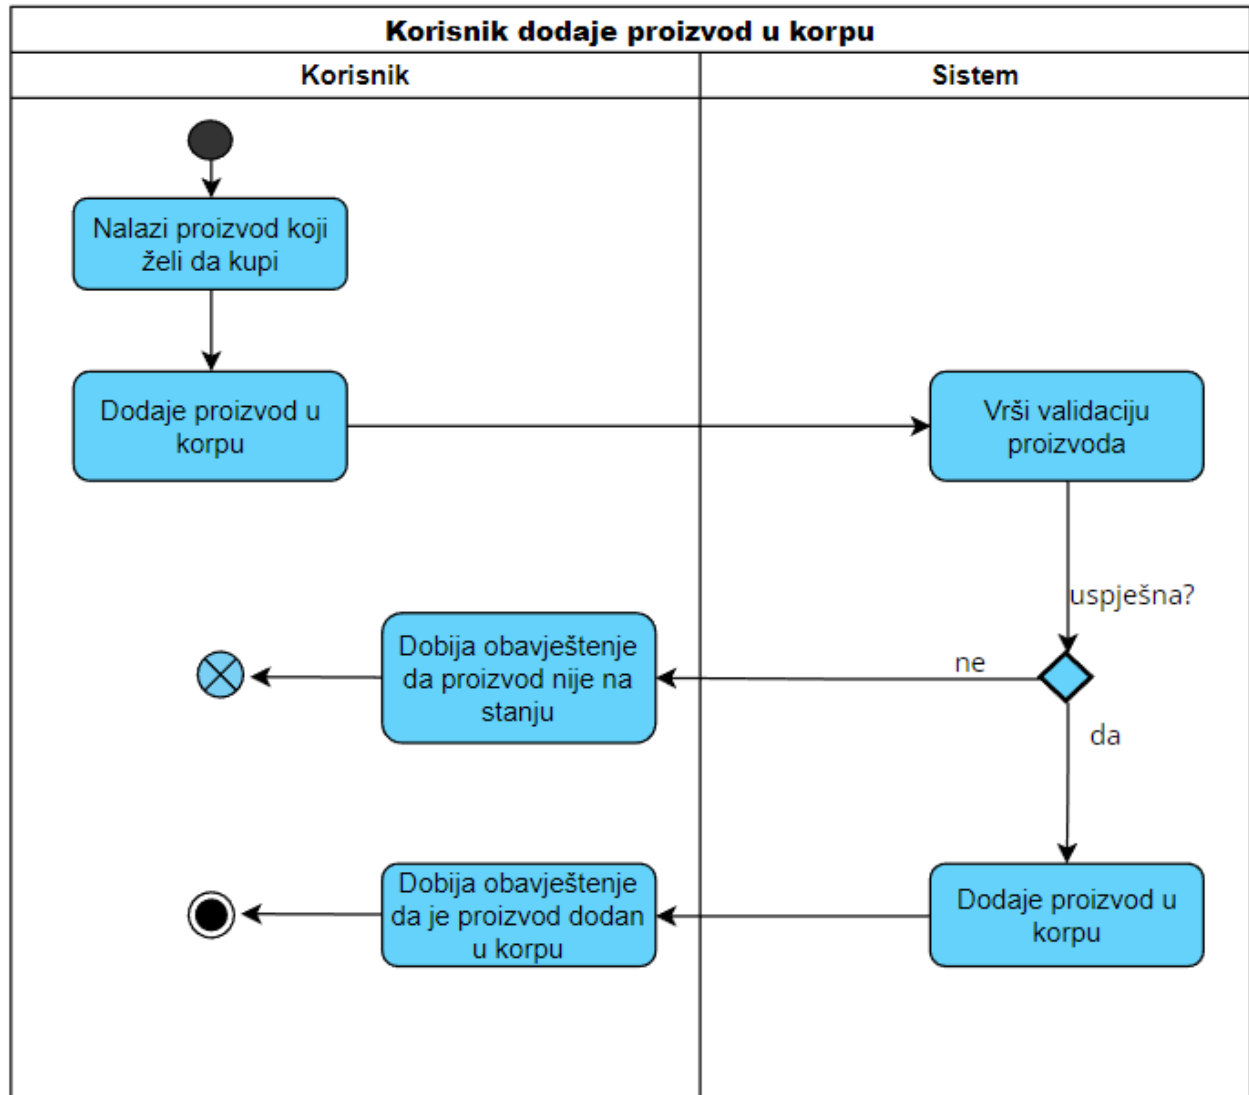 Korisnik dodaje proizvod u korpu
Korisnik
Sistem
Nalazi proizvod koji
želi da kupi
Dodaje proizvod u
korpu
Vrši validaciju
proizvoda
uspješna?
ne
da
Dobija obavještenje
da proizvod nije na
stanju
Dodaje proizvod u
korpu
Dobija obavještenje
da je proizvod dodan
u korpu